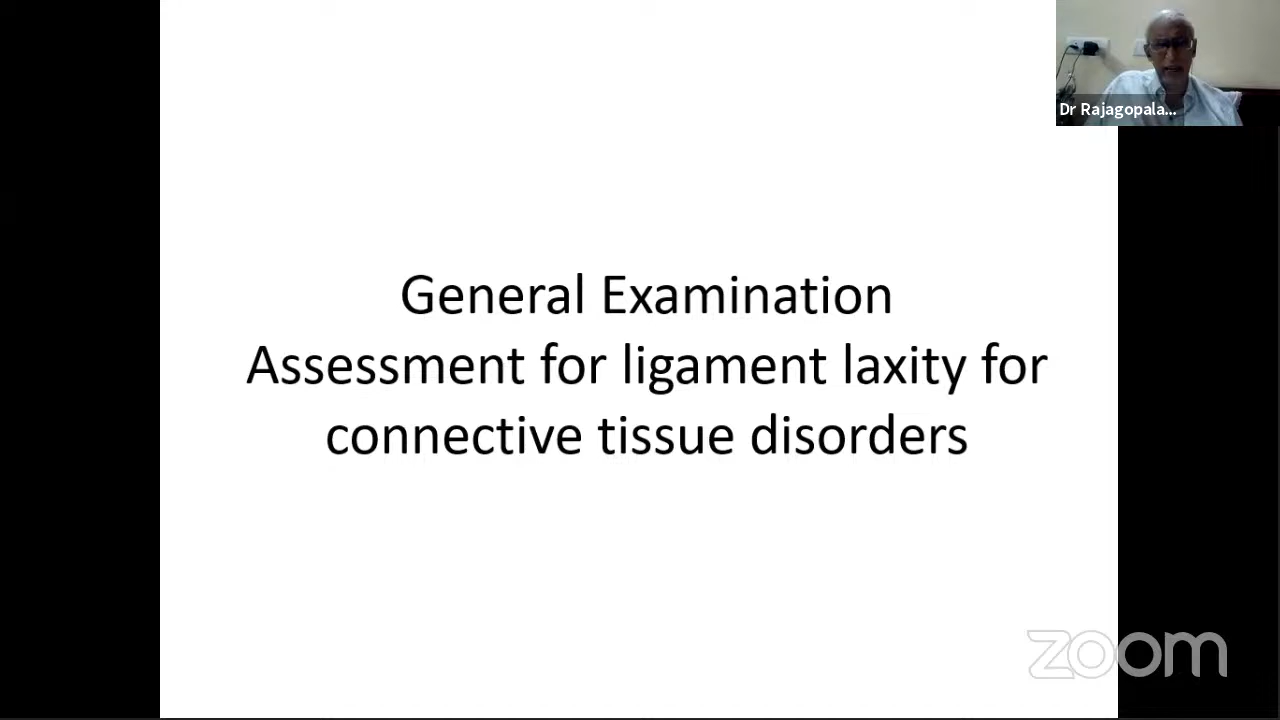 Dr Rajagopala...
General Examination
Assessment for ligament laxity for
connective tissue disorders
zoom